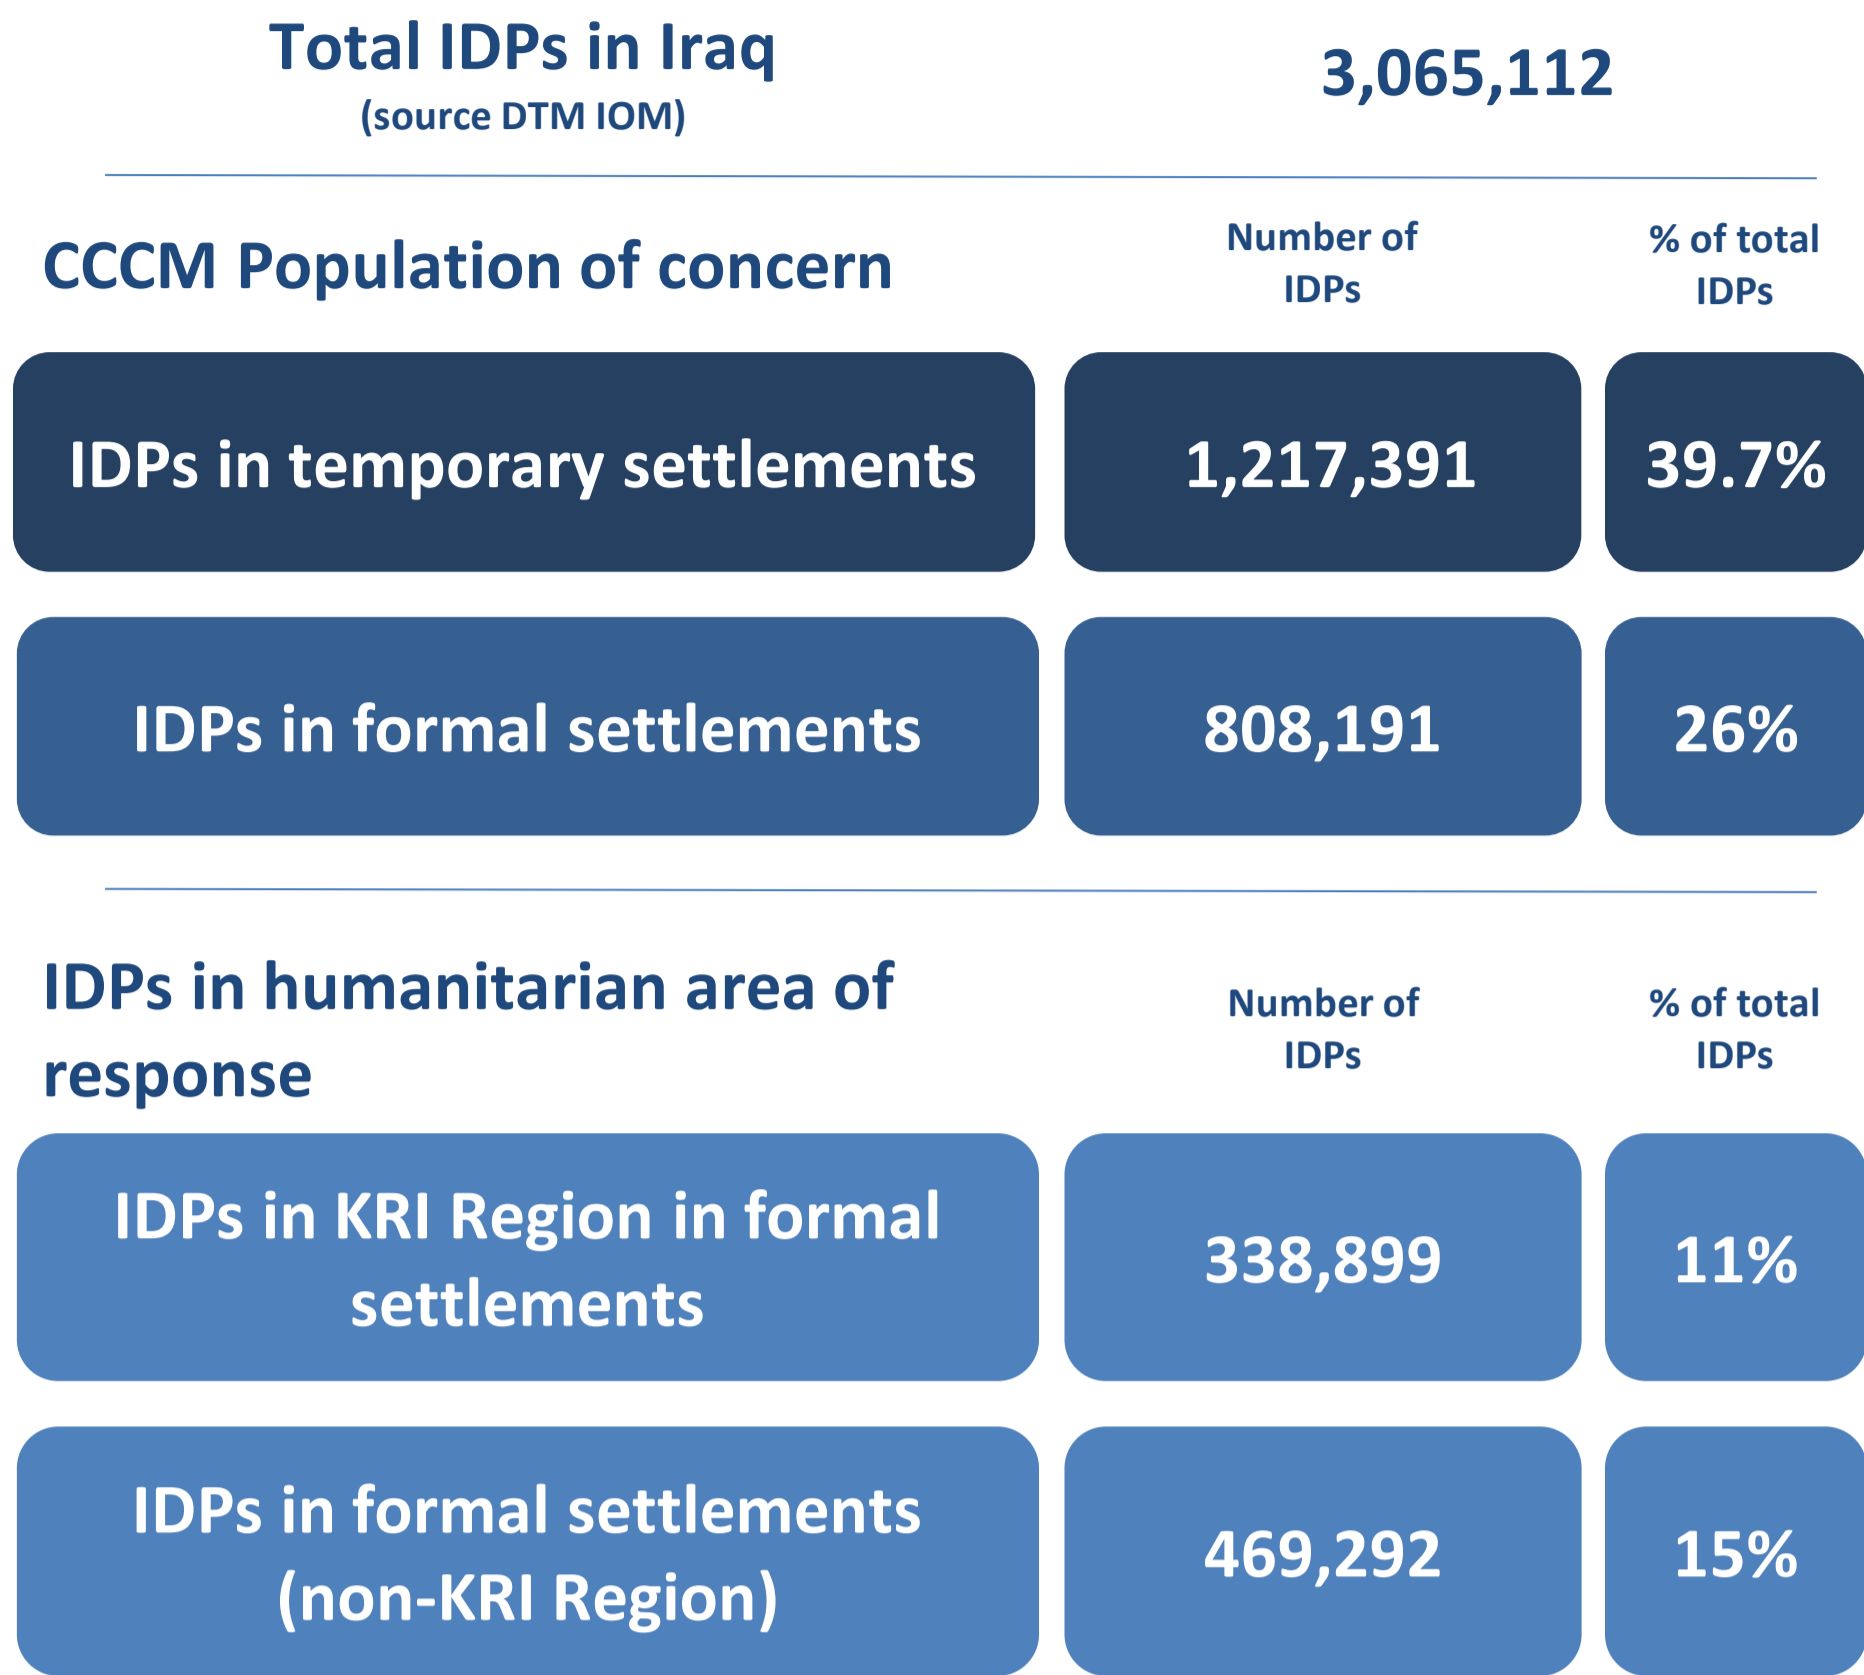 Total IDPs in Iraq
(source DTM IOM)
3,065,112
CCCM Population of concern
Number of
IDPs
% of total
IDPs
IDPs in temporary settlements
1,217,391
39.7%
IDPs in formal settlements
808,191
26%
IDPs in humanitarian area of
response
Number of
IDPs
% of total
IDPs
IDPs in KRI Region in formal
settlements
338,899
11%
IDPs in formal settlements
(non-KRI Region)
469,292
15%